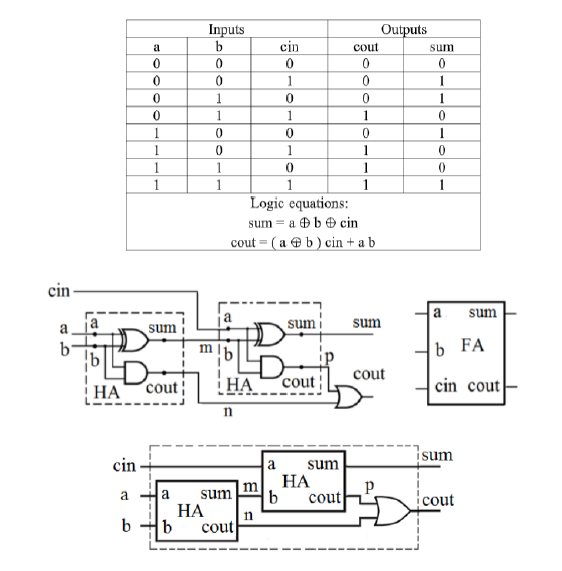 Inputs Outputs
a b cin cout sum
0 0 0 0 0
0 0 1 0 1
0 1 0 0 1
0 1 1 1 0
1 0 0 0 1
1 0 1 1 0
1 1 0 1 0
1 1 1 1 1
Logic equations:
sum = a ⊕ b ⊕ cin
cout = ( a ⊕ b ) cin + a b
cin
a a sum
b b
HA cout
m
n
a sum
b
HA cout
p
sum
cout
a sum
b FA
cin cout
cin
a
b
a sum
HA
b cout
m
n
a sum
HA
b cout
p
sum
cout